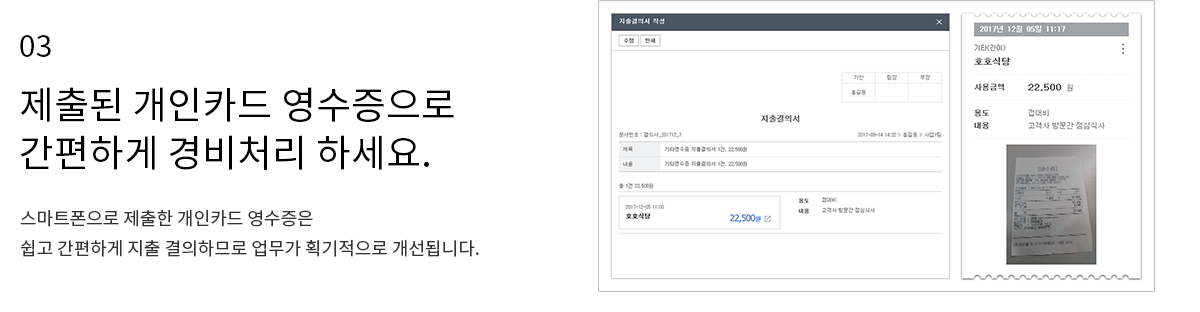 03
제출된 개인카드 영수증으로
간편하게 경비처리 하세요.
스마트폰으로 제출한 개인카드 영수증은
쉽고 간편하게 지출 결의하므로 업무가 획기적으로 개선됩니다.
지출결의서 작성
수정 인쇄
기안 팀장 부장
홍길동
지출결의서
문서번호 : 결의서_201712_7 2017-09-14 14:22 > 홍길동 > 사업1팀
제목 기타영수증 지출결의서 1건, 22,500원
내용 기타영수증 지출결의서 1건, 22,500원
총 1건 22,500원
2017-12-05 11:00
호호식당
22,500원
용도 접대비
내용 고객사 방문간 점심식사
2017년 12월 05일 11:17
기타(간이)
호호식당
사용금액 22,500 원
용도 접대비
내용 고객사 방문간 점심식사